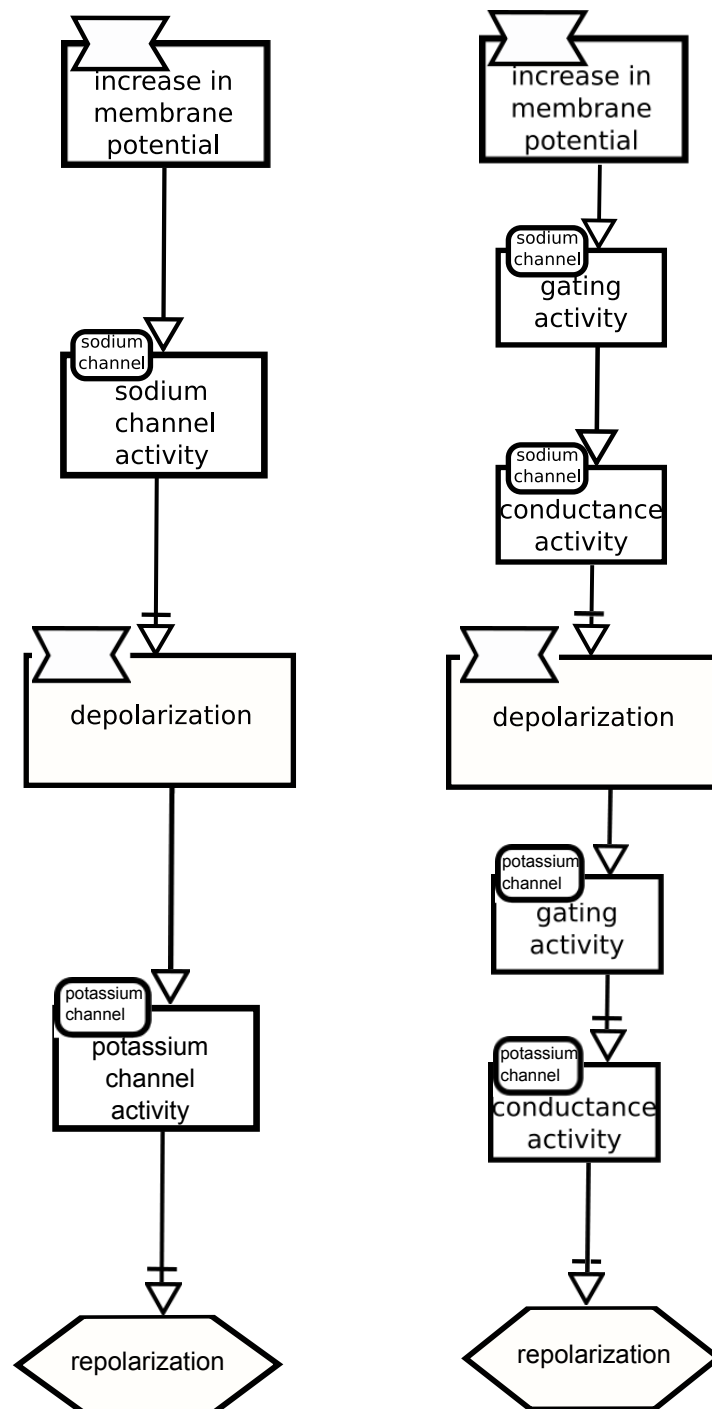 increase in
membrane
potential
sodium
channel
sodium
channel
activity
depolarization
potassium
channel
potassium
channel
activity
repolarization
increase in
membrane
potential
sodium
channel
gating
activity
sodium
channel
conductance
activity
depolarization
potassium
channel
gating
activity
potassium
channel
conductance
activity
repolarization